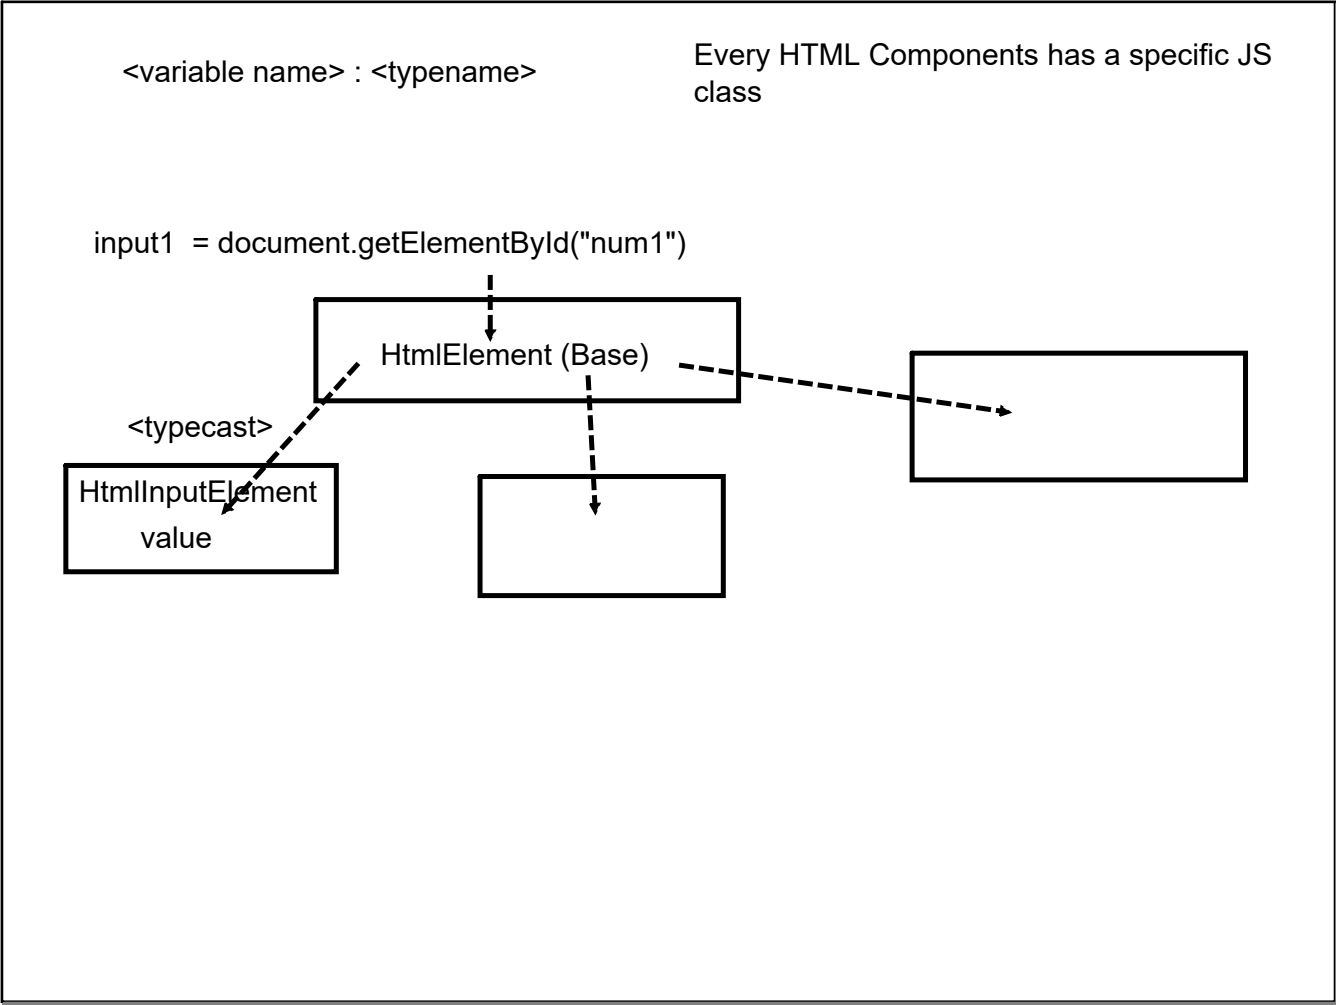 <variable name> : <typename>
Every HTML Components has a specific JS
class
input1  = document.getElementById("num1")
HtmlElement (Base)
<typecast>
HtmlInputElement
value